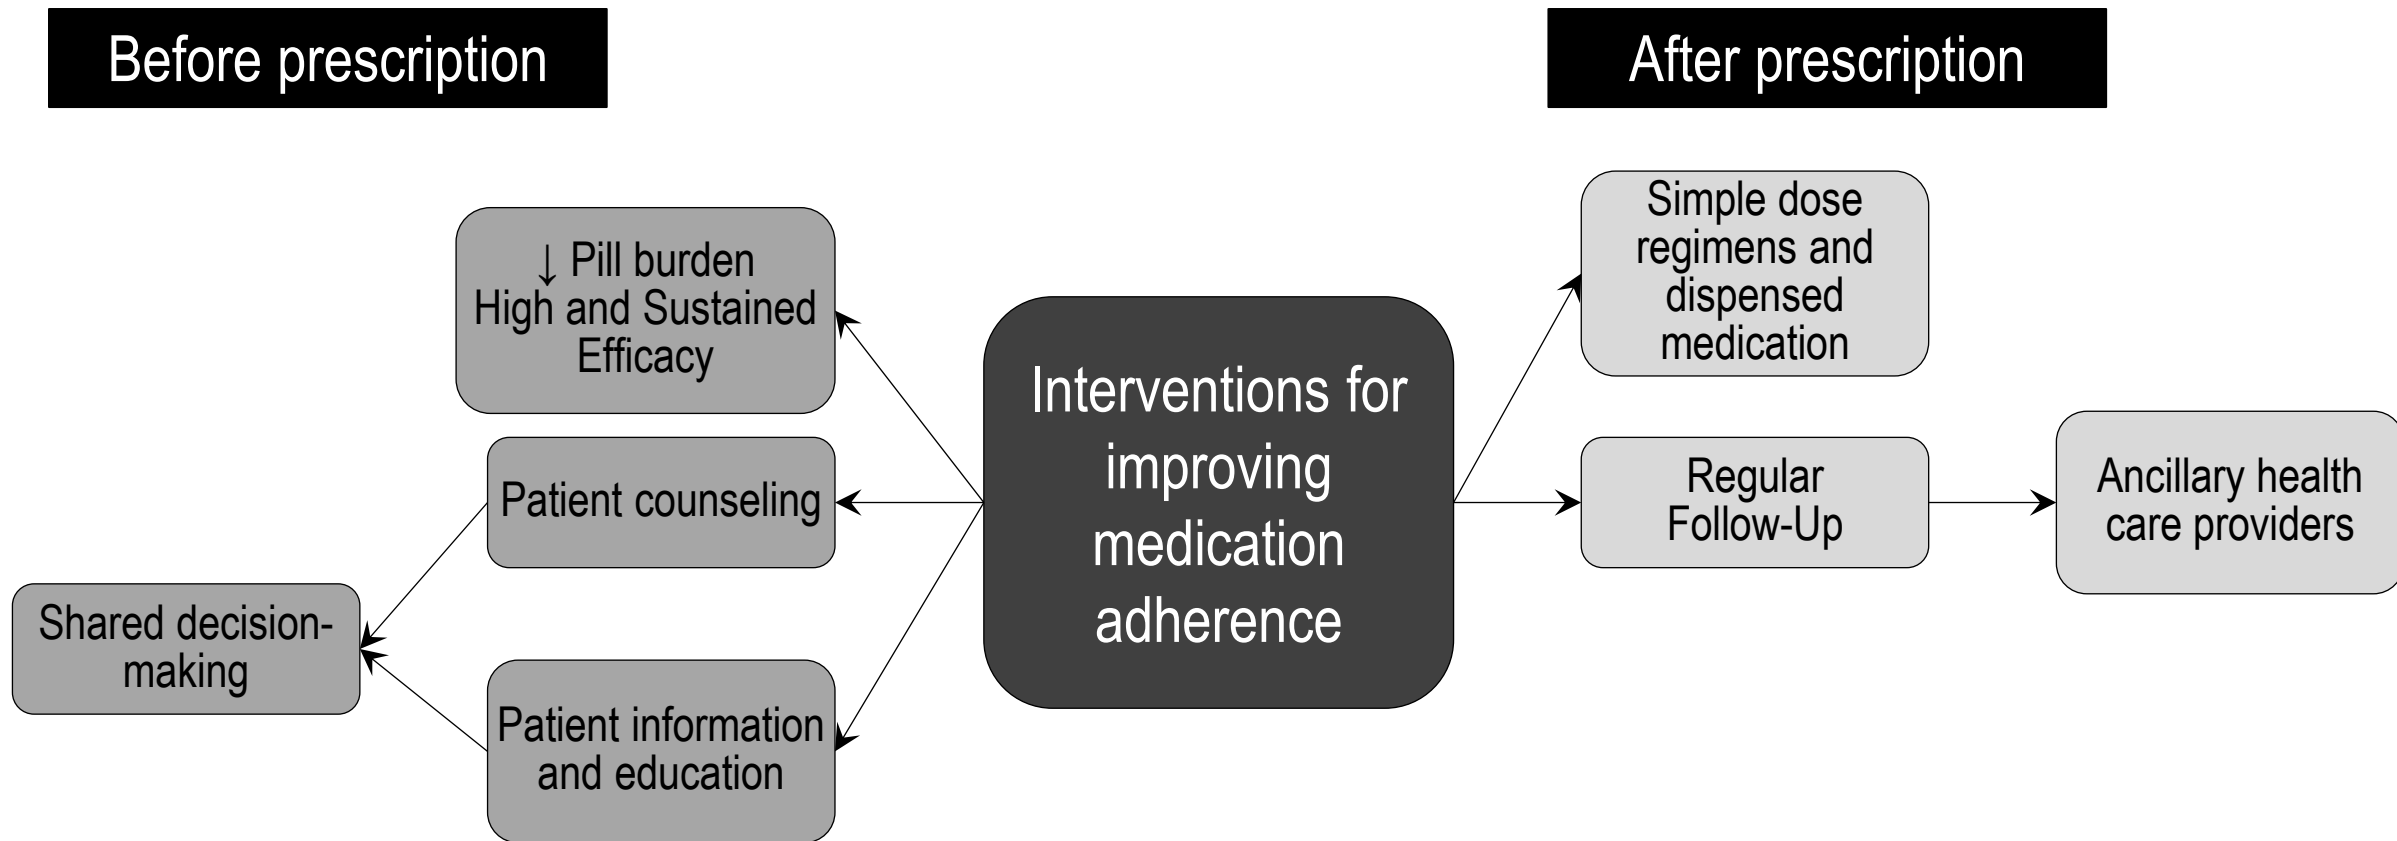 Before prescription
After prescription
↓ Pill burden
High and Sustained
Efficacy
Patient counseling
Shared decision-
making
Patient information
and education
Interventions for
improving
medication
adherence
Simple dose
regimens and
dispensed
medication
Regular
Follow-Up
Ancillary health
care providers